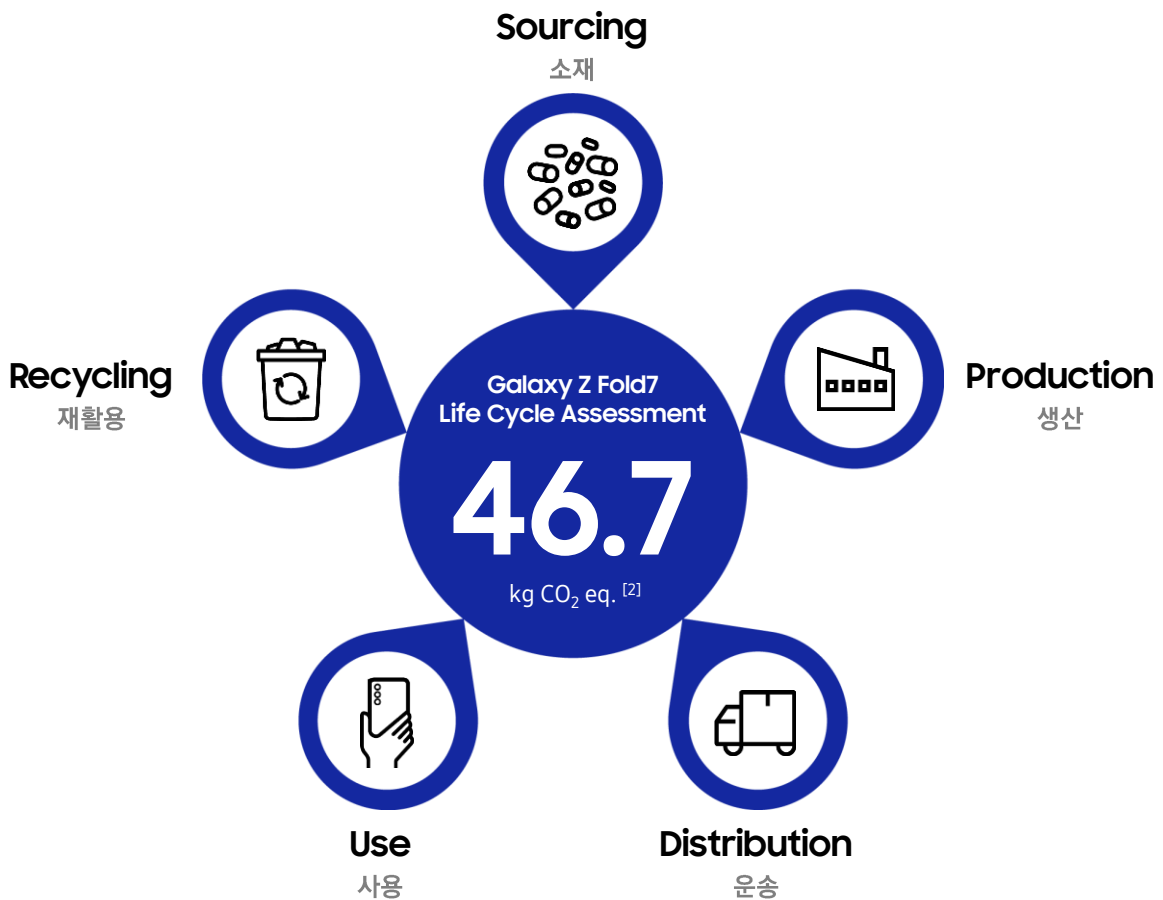 Sourcing
소재
Recycling
재활용
Galaxy Z Fold7
Life Cycle Assessment
46.7
kg CO₂ eq. [2]
Production
생산
Use
사용
Distribution
운송